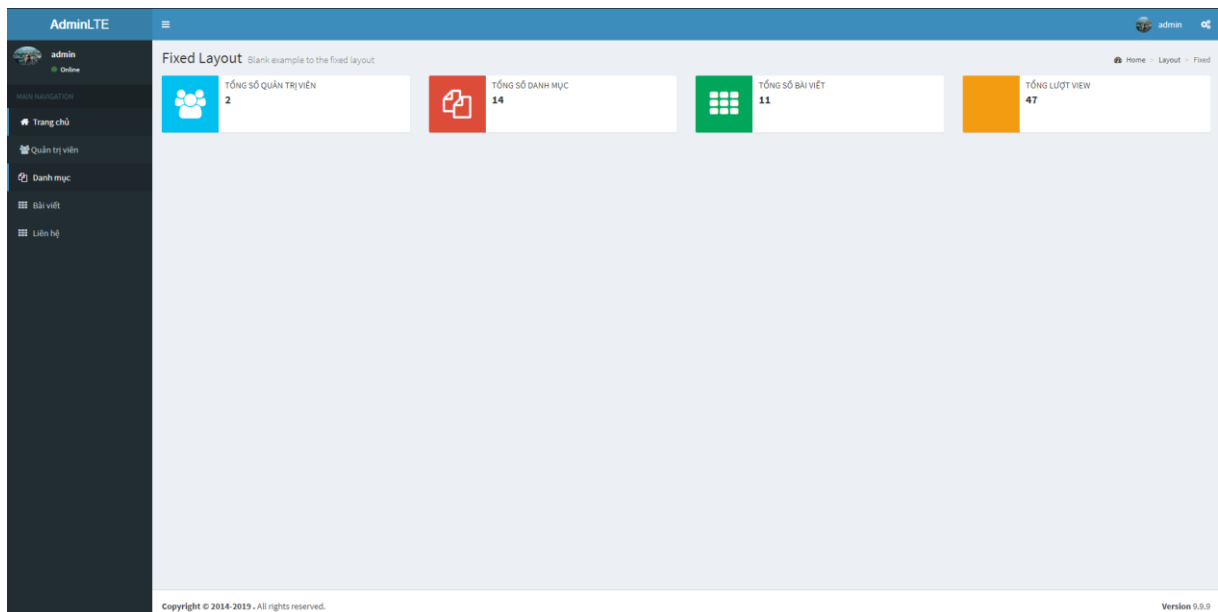 AdminLTE
admin
admin
Online
Fixed Layout Blank example to the fixed layout
Home > Layout > Fixed
MAIN NAVIGATION
Trang chủ
Quản trị viên
Danh mục
Bài viết
Liên hệ
TỔNG SỐ QUẢN TRỊ VIÊN
2
TỔNG SỐ DANH MỤC
14
TỔNG SỐ BÀI VIẾT
11
TỔNG LƯỢT VIEW
47
Copyright © 2014-2019 . All rights reserved.
Version 9.9.9